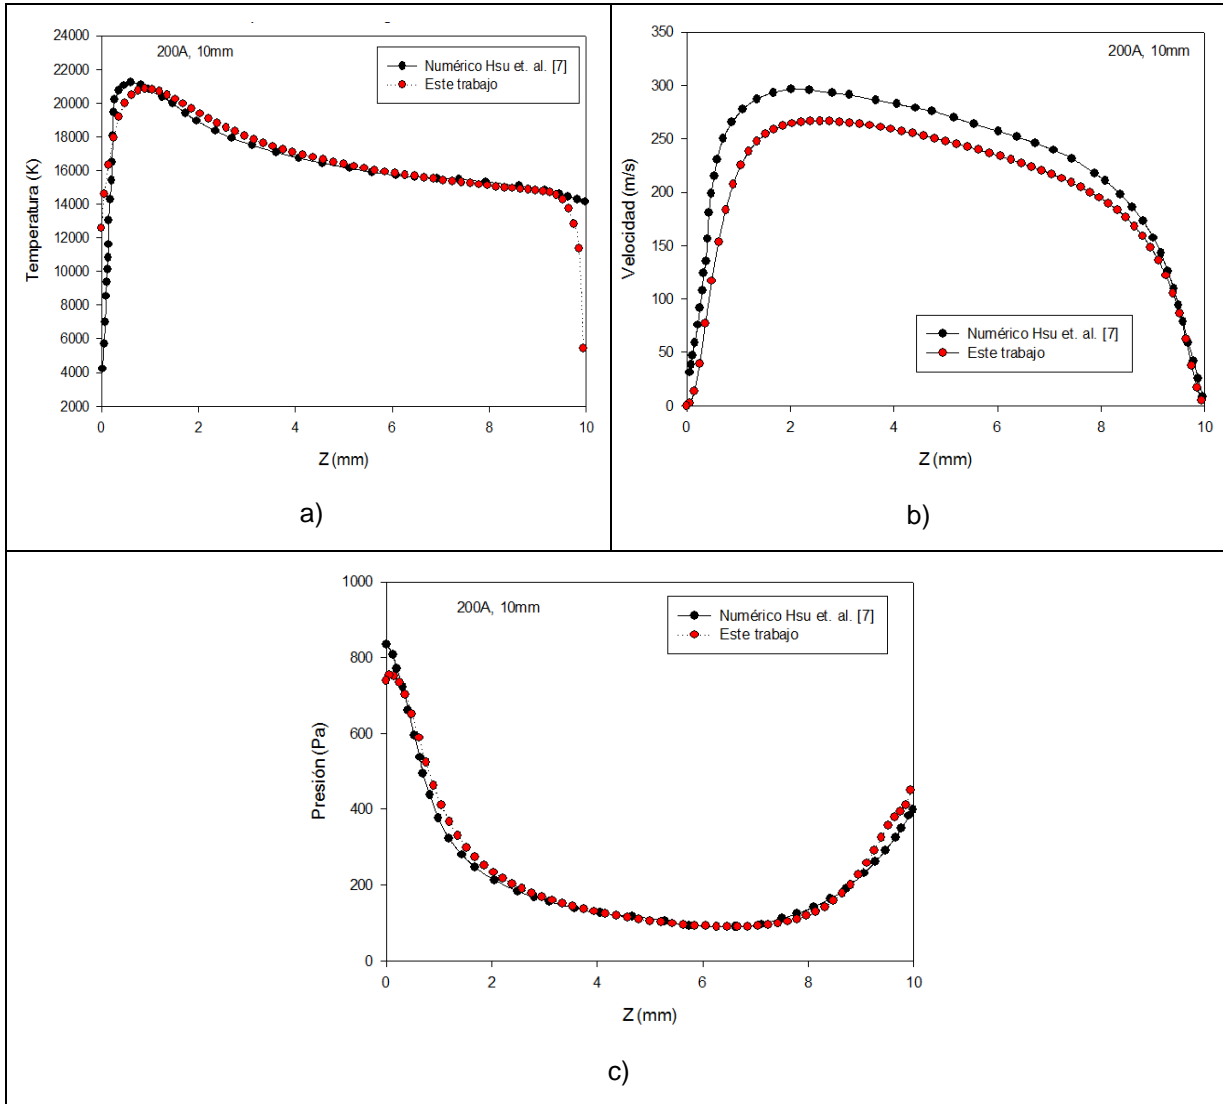 200A, 10mm
Numérico Hsu et. al. [7]
Este trabajo
Temperatura (K)
24000
22000
20000
18000
16000
14000
12000
10000
8000
6000
4000
2000
0 2 4 6 8 10
Z (mm)
a)
200A, 10mm
Numérico Hsu et. al. [7]
Este trabajo
Velocidad (m/s)
350
300
250
200
150
100
50
0
0 2 4 6 8 10
Z (mm)
b)
200A, 10mm
Numérico Hsu et. al. [7]
Este trabajo
Presión (Pa)
1000
800
600
400
200
0
0 2 4 6 8 10
Z (mm)
c)